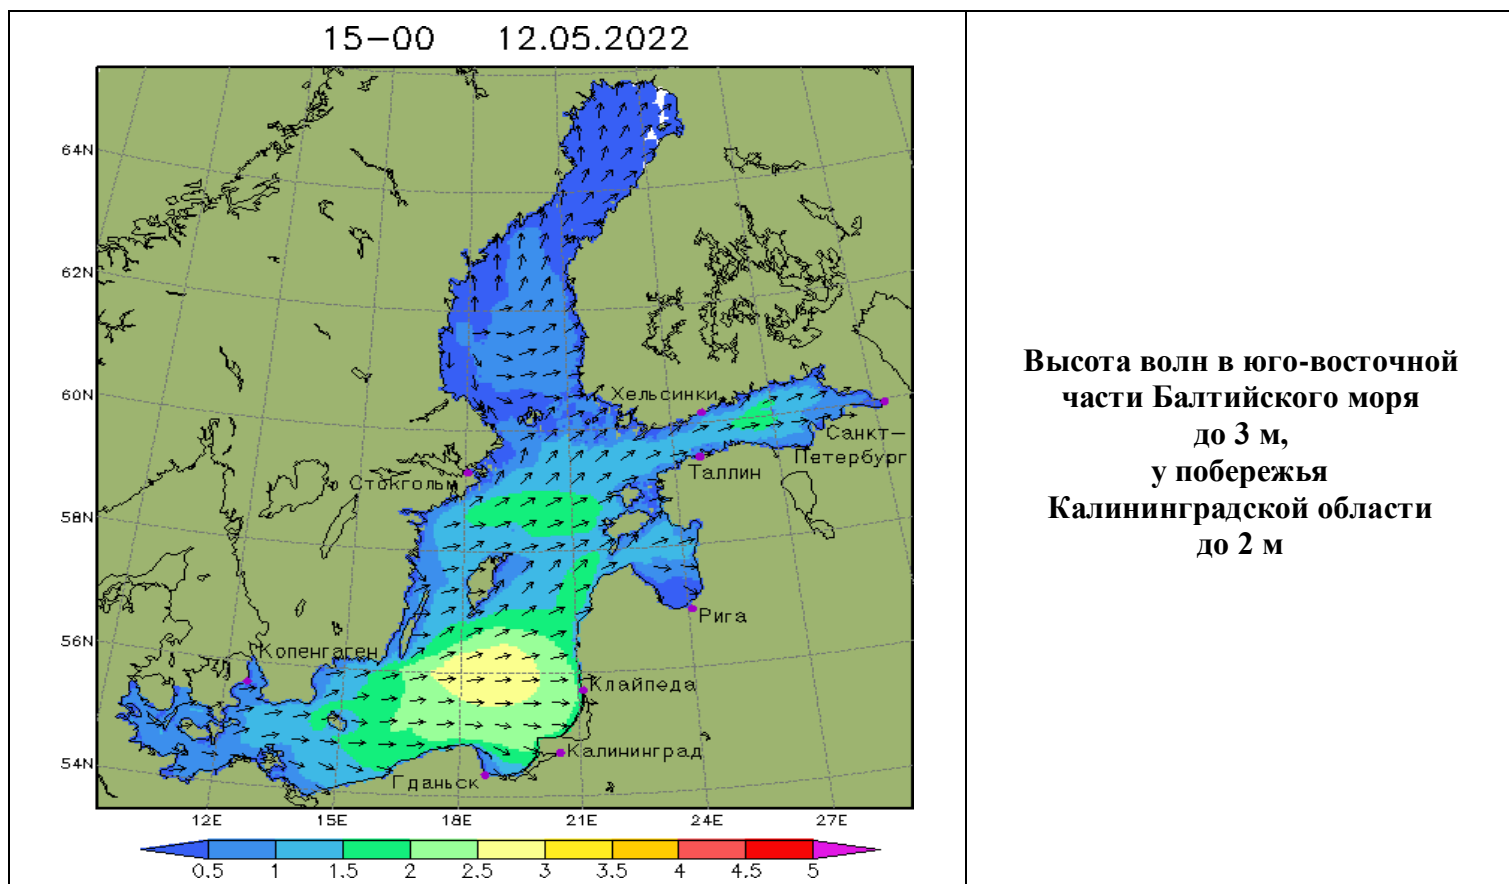 15-00 12.05.2022
64N
62N
60N
58N
56N
54N
Хельсинки
Санкт-
Петербург
Таллин
Стокгольм
Рига
Копенгаген
Клайпеда
Калининград
Гданьск
12E 15E 18E 21E 24E 27E
0.5 1 1.5 2 2.5 3 3.5 4 4.5 5
Высота волн в юго-восточной
части Балтийского моря
до 3 м,
у побережья
Калининградской области
до 2 м